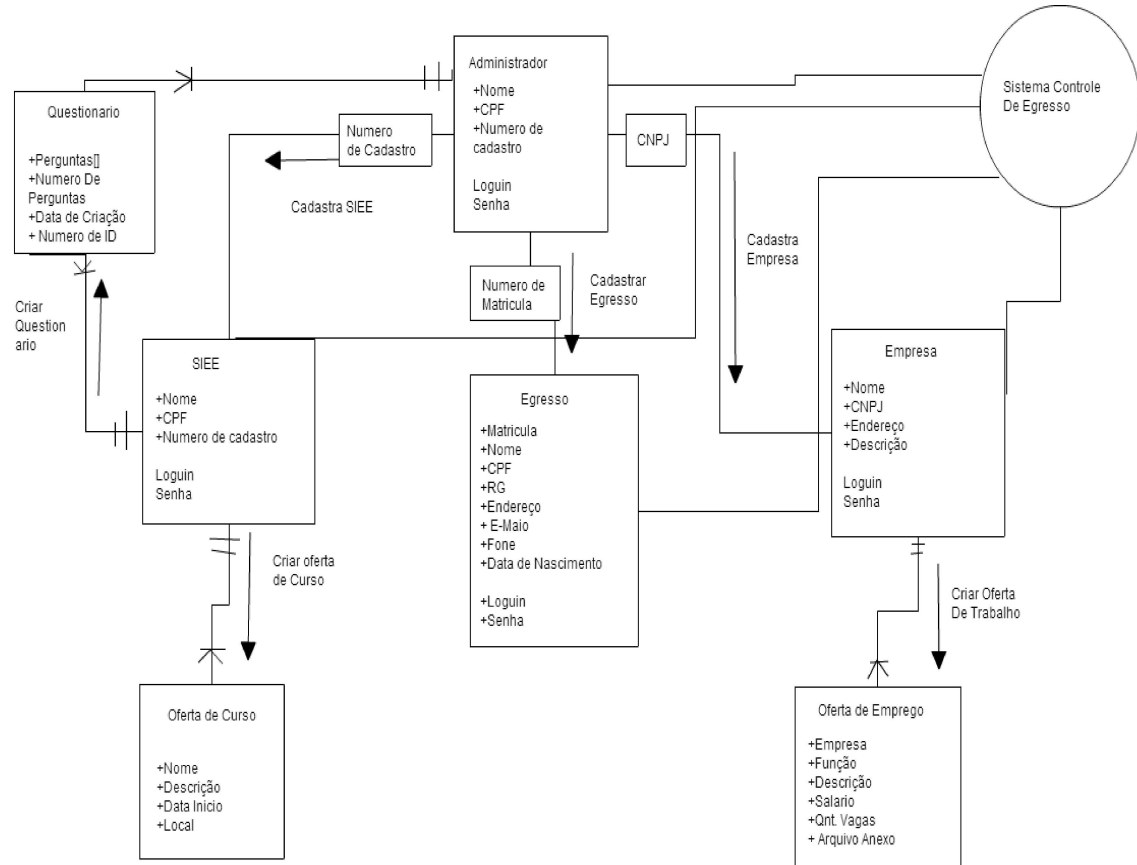 Administrador
+Nome
+CPF
+Numero de
cadastro
Loguin
Senha
Sistema Controle
De Egresso
Questionario
+Perguntas[]
+Numero De
Perguntas
+Data de Criação
+ Numero de ID
Numero
de Cadastro
CNPJ
Cadastra SIEE
Cadastra
Empresa
Numero de
Matricula
Cadastrar
Egresso
Criar
Question
ario
SIEE
+Nome
+CPF
+Numero de cadastro
Loguin
Senha
Egresso
+Matricula
+Nome
+CPF
+RG
+Endereço
+ E-Maio
+Fone
+Data de Nascimento
+Loguin
+Senha
Empresa
+Nome
+CNPJ
+Endereço
+Descrição
Loguin
Senha
Criar oferta
de Curso
Criar Oferta
De Trabalho
Oferta de Curso
+Nome
+Descrição
+Data Inicio
+Local
Oferta de Emprego
+Empresa
+Função
+Descrição
+Salario
+Qnt. Vagas
+ Arquivo Anexo